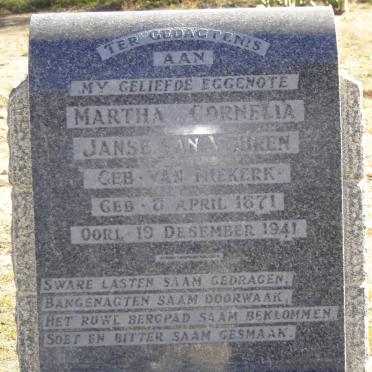 TER GEDAGTENIS
AAN
MY GELIEFDE EGGENOTE
MARTHA CORNELIA
JANSE VAN VUUREN
GEB. VAN NIEKERK.
GEB. 8 APRIL 1871
OORL. 19 DESEMBER 1941
SWARE LASTEN SAAM GEDRAGEN,
BANGENAGTEN SAAM DOORWAAK,
HET RUWE BERGPAD SAAM BEKLOMMEN,
SOET EN BITTER SAAM GESMAAK.